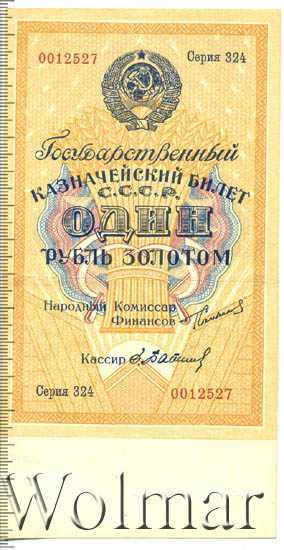 0012527 Серия 324
Государственный
КАЗНАЧЕЙСКИЙ БИЛЕТ
С.С.С.Р.
ОДИН
РУБЛЬ ЗОЛОТОМ
Народный Комиссар
Финансов
Кассир
Серия 324 0012527
Wolmar